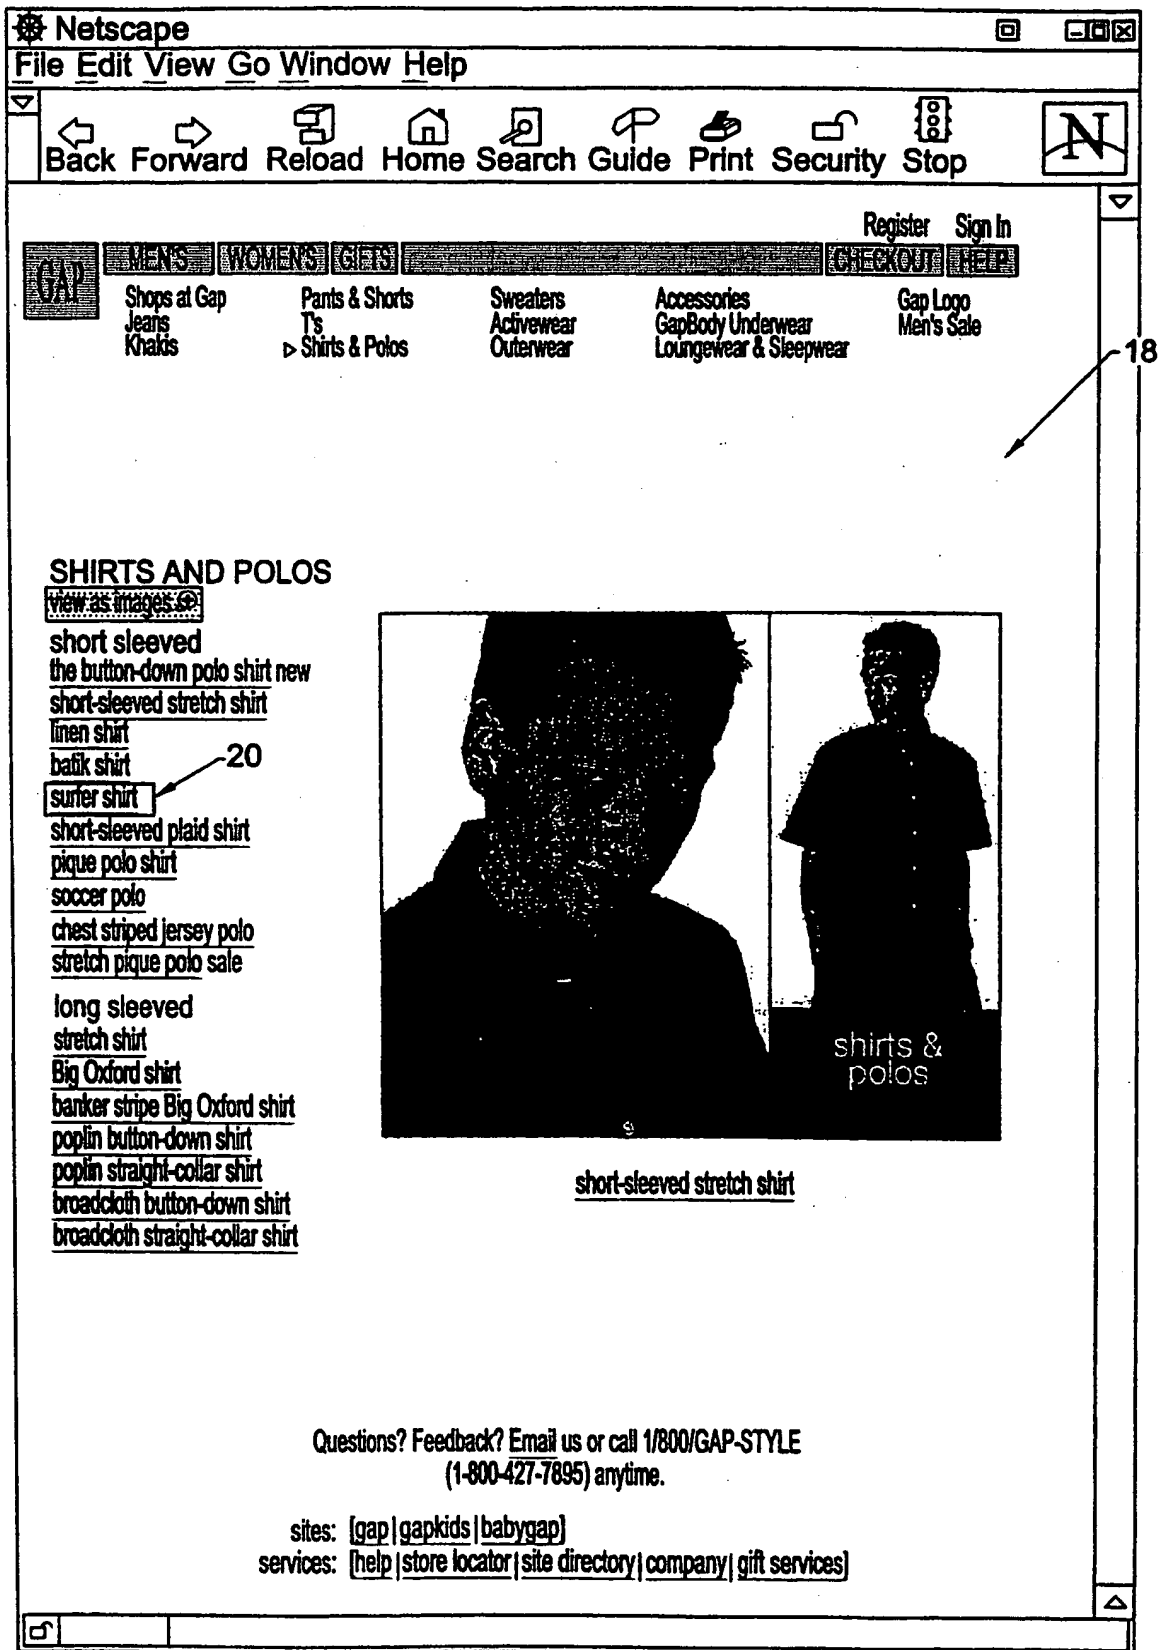 Netscape
File Edit View Go Window Help
Back Forward Reload Home Search Guide Print Security Stop
N
Register Sign In
GAP MEN'S WOMEN'S GIFTS CHECKOUT HELP
Shops at Gap Pants & Shorts Sweaters Accessories Gap Logo
Jeans T's Activewear GapBody Underwear Men's Sale
Khakis ▷ Shirts & Polos Outerwear Loungewear & Sleepwear
18
SHIRTS AND POLOS
view as images
short sleeved
the button-down polo shirt new
short-sleeved stretch shirt
linen shirt
batik shirt
20
surfer shirt
short-sleeved plaid shirt
pique polo shirt
soccer polo
chest striped jersey polo
stretch pique polo sale
long sleeved
stretch shirt
Big Oxford shirt
banker stripe Big Oxford shirt
poplin button-down shirt
poplin straight-collar shirt
broadcloth button-down shirt
broadcloth straight-collar shirt
shirts &
polos
short-sleeved stretch shirt
Questions? Feedback? Email us or call 1/800/GAP-STYLE
(1-800-427-7895) anytime.
sites: [gap|gapkids|babygap]
services: [help|store locator|site directory|company|gift services]